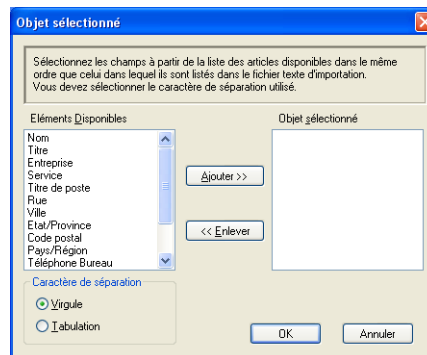 Objet sélectionné
Sélectionnez les champs à partir de la liste des articles disponibles dans le même
ordre que celui dans lequel ils sont listés dans le fichier texte d'importation.
Vous devez sélectionner le caractère de séparation utilisé.
Eléments Disponibles
Objet sélectionné
Nom
Titre
Entreprise
Service
Titre de poste
Rue
Ville
Etat/Province
Code postal
Pays/Région
Téléphone Bureau
Ajouter >>
<< Enlever
Caractère de séparation
Virgule
Tabulation
OK
Annuler